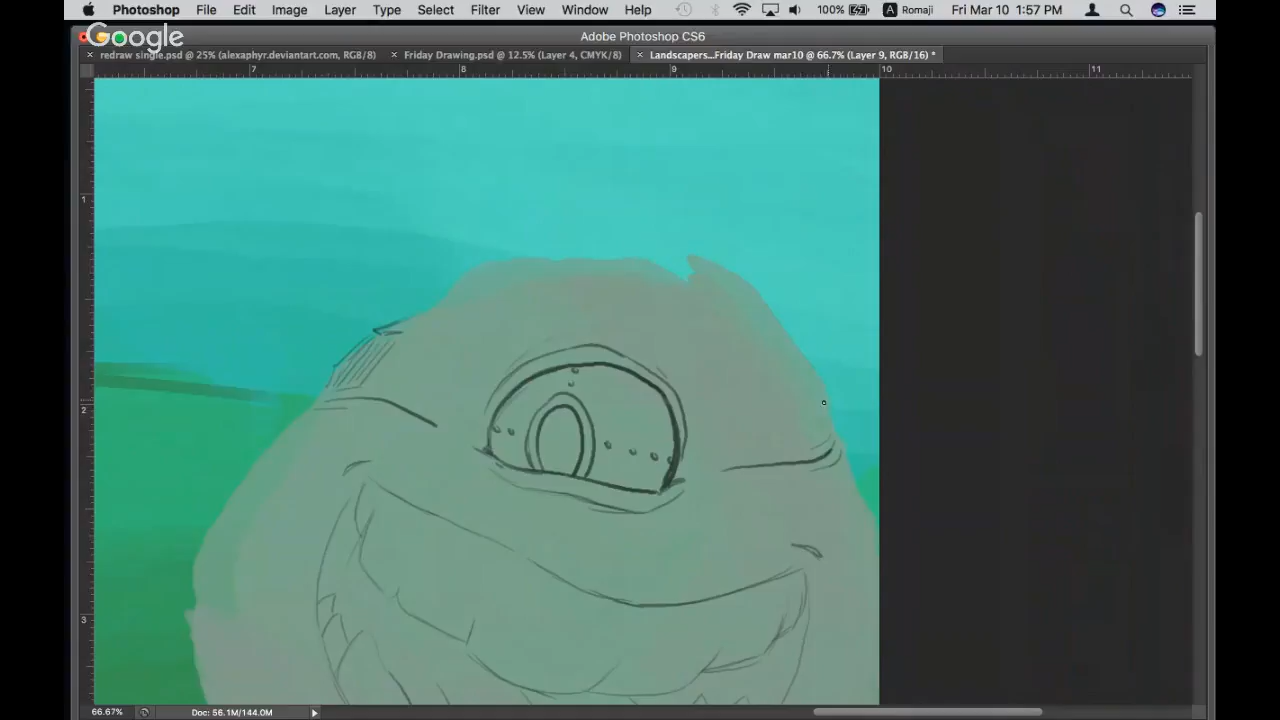 Photoshop File Edit Image Layer Type Select Filter View Window Help 100% A Romaji Fri Mar 10 1:57 PM
Google
Adobe Photoshop CS6
redraw single.psd @ 25% (alexaphyr.deviantart.com, RGB/8) Friday Drawing.psd @ 12.5% (Layer 4, CMYK/8) Landscapers...Friday Draw mar10 @ 66.7% (Layer 9, RGB/16) *
7 8 9 10 11
1
2
3
66.67% Doc: 56.1M/144.0M